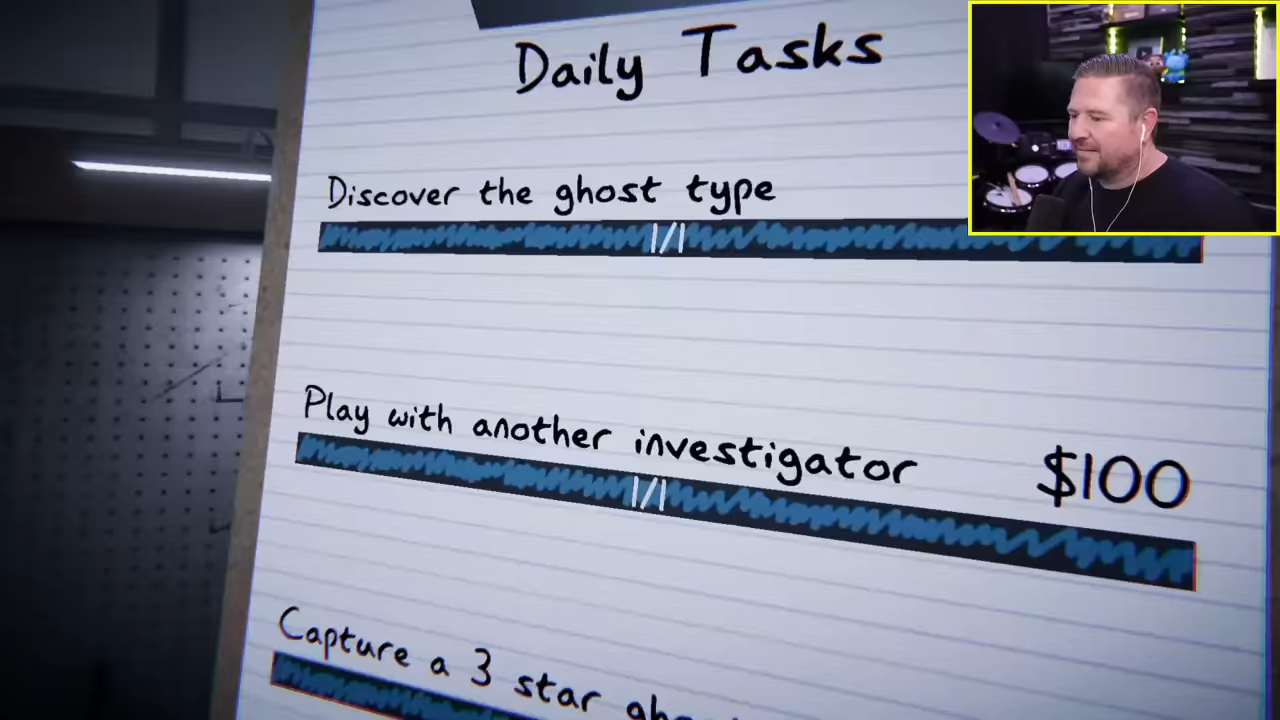 Daily Tasks
Discover the ghost type
1/1
Play with another investigator $100
1/1
Capture a 3 star